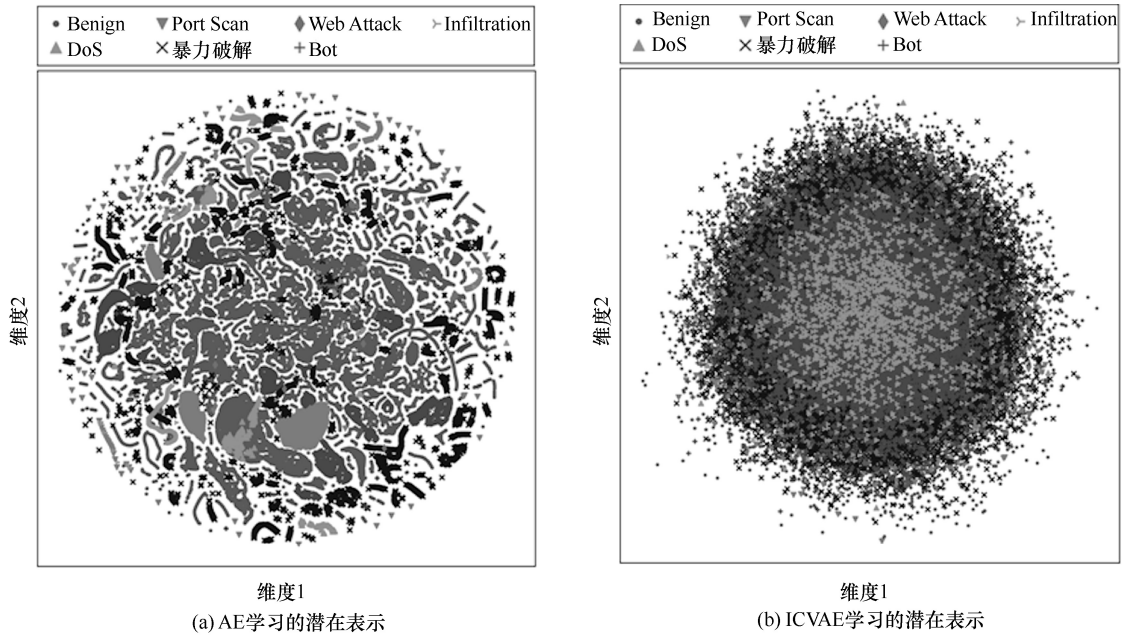 Benign Port Scan Web Attack Infiltration
DoS 暴力破解 Bot
维度2
维度1
(a) AE学习的潜在表示
Benign Port Scan Web Attack Infiltration
DoS 暴力破解 Bot
维度2
维度1
(b) ICVAE学习的潜在表示